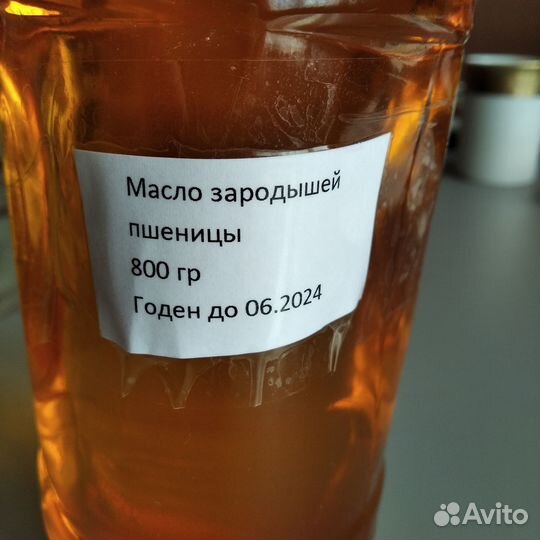 Масло зародышей
пшеницы
800 гр
Годен до 06.2024
Avito